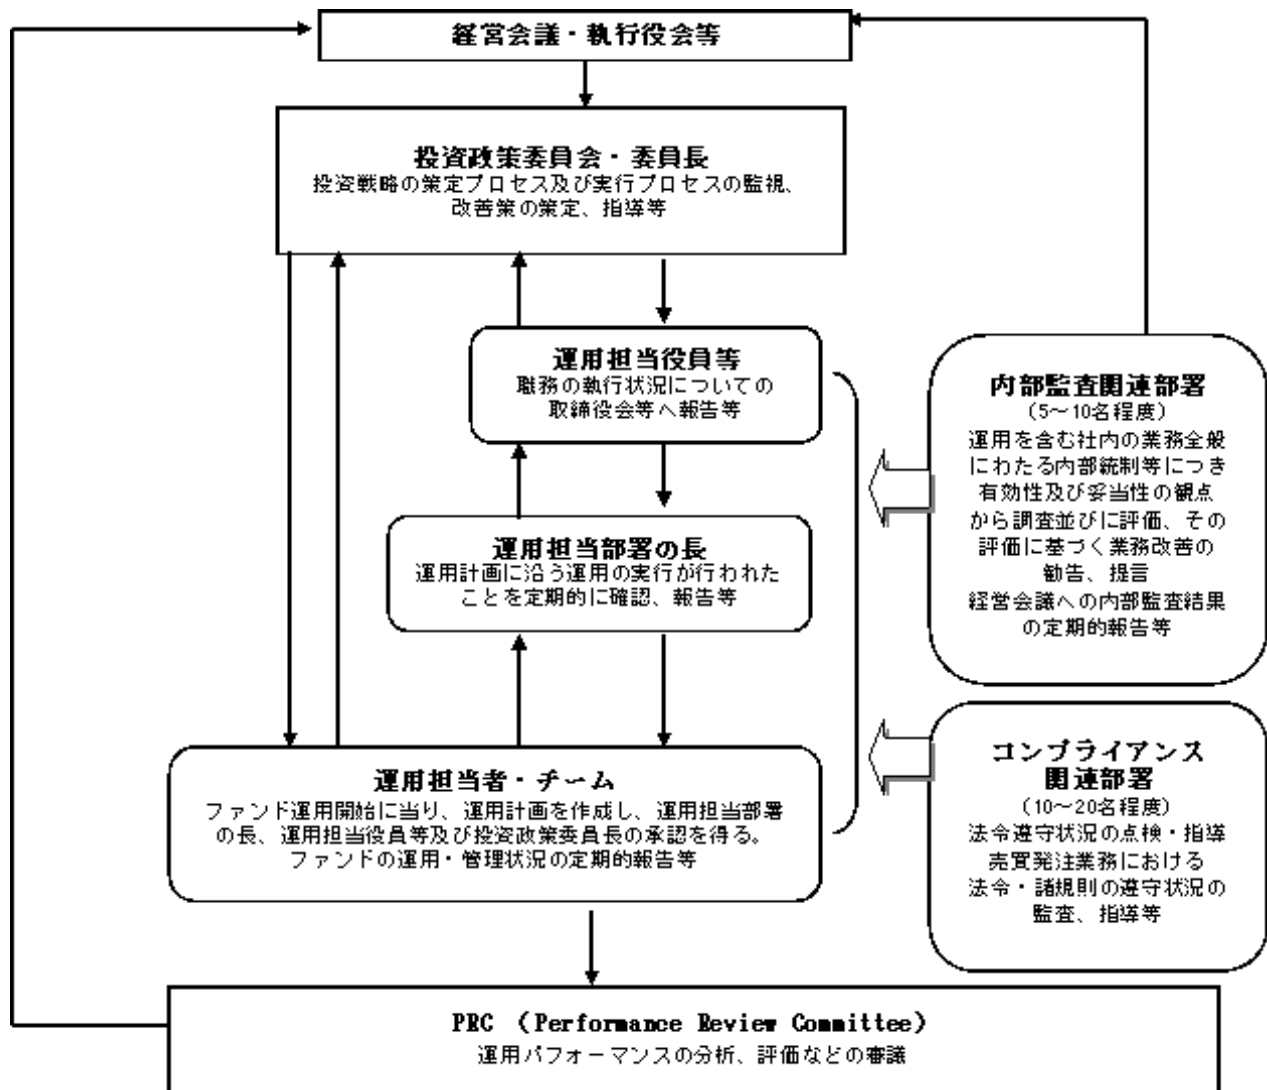 経営会議・執行役会等
投資政策委員会・委員長
投資戦略の策定プロセス及び実行プロセスの監視、
改善策の策定、指導等
運用担当役員等
職務の執行状況についての
取締役会等へ報告等
運用担当部署の長
運用計画に沿う運用の実行が行われた
ことを定期的に確認、報告等
運用担当者・チーム
ファンド運用開始に当り、運用計画を作成し、運用担当部署
の長、運用担当役員等及び投資政策委員長の承認を得る。
ファンドの運用・管理状況の定期的報告等
内部監査関連部署
(5～10名程度)
運用を含む社内の業務全般
にわたる内部統制等につき
有効性及び妥当性の観点
から調査並びに評価、その
評価に基づく業務改善の
勧告、提言
経営会議への内部監査結果
の定期的報告等
コンプライアンス
関連部署
(10～20名程度)
法令遵守状況の点検・指導
売買発注業務における
法令・諸規則の遵守状況の
監査、指導等
PRC （Performance Review Committee）
運用パフォーマンスの分析、評価などの審議